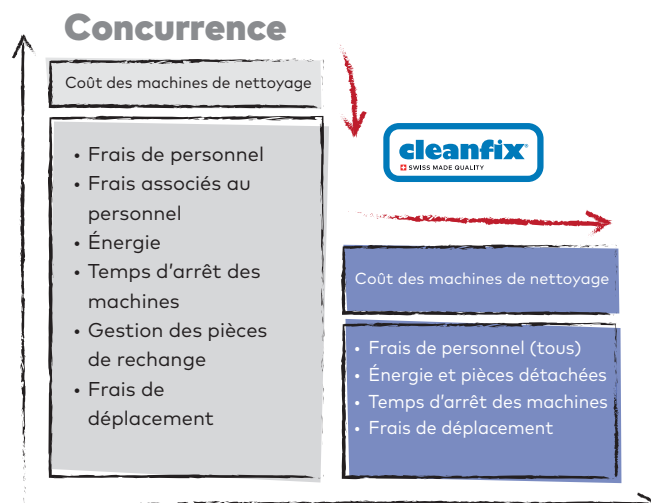 Concurrence
Coût des machines de nettoyage
• Frais de personnel
• Frais associés au
personnel
• Énergie
• Temps d'arrêt des
machines
• Gestion des pièces
de rechange
• Frais de
déplacement
cleanfix®
SWISS MADE QUALITY
Coût des machines de nettoyage
• Frais de personnel (tous)
• Énergie et pièces détachées
• Temps d'arrêt des machines
• Frais de déplacement